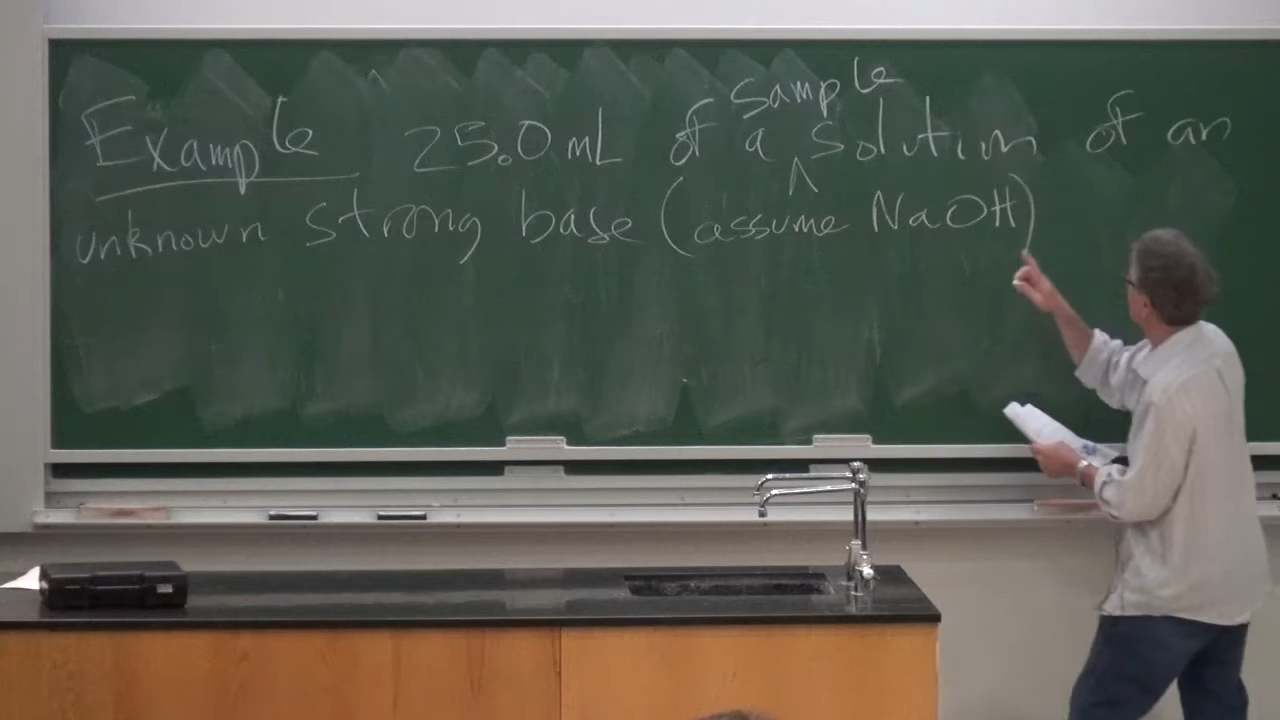 Example 25.0 mL of a sample solution of an
unknown strong base (assume NaOH)